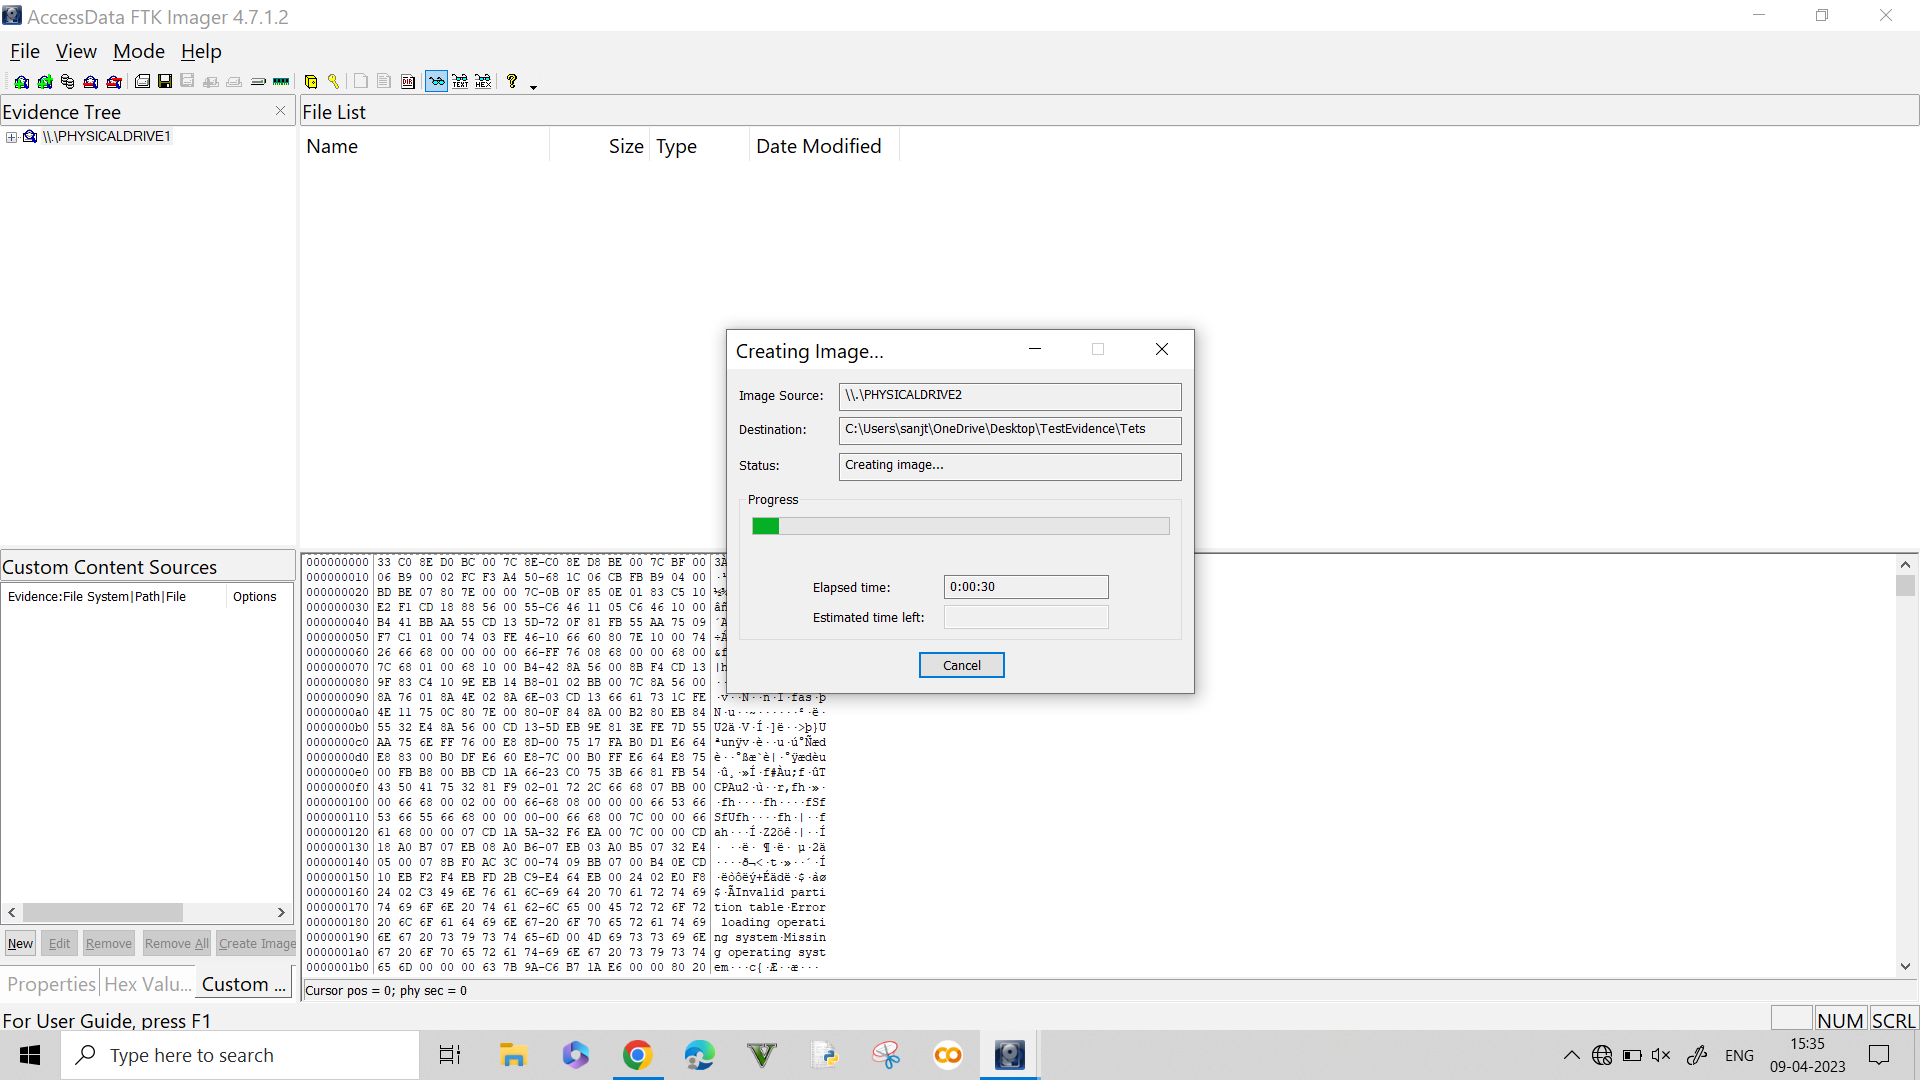 AccessData FTK Imager 4.7.1.2
File View Mode Help
Evidence Tree
\\.\PHYSICALDRIVE1
File List
Name Size Type Date Modified
Creating Image...
Image Source: \\.\PHYSICALDRIVE2
Destination: C:\Users\sanjt\OneDrive\Desktop\TestEvidence\Tets
Status: Creating image...
Progress
Elapsed time: 0:00:30
Estimated time left:
Cancel
Custom Content Sources
Evidence:File System|Path|File Options
New Edit Remove Remove All Create Image
Properties Hex Valu... Custom ...
000000000 33 C0 8E D0 BC 00 7C 8E-C0 8E D8 BE 00 7C BF 00
000000010 06 B9 00 02 FC F3 A4 50-68 1C 06 CB FB B9 04 00
000000020 BD BE 07 80 7E 00 00 7C-0B 0F 85 0E 01 83 C5 10
000000030 E2 F1 CD 18 88 56 00 55-C6 46 11 05 C6 46 10 00
000000040 B4 41 BB AA 55 CD 13 5D-72 0F 81 FB 55 AA 75 09
000000050 F7 C1 01 00 74 03 FE 46-10 66 60 80 7E 10 00 74
000000060 26 66 68 00 00 00 00 66-FF 76 08 68 00 00 68 00
000000070 7C 68 01 00 68 10 00 B4-42 8A 56 00 8B F4 CD 13
000000080 9F 83 C4 10 9E EB 14 B8-01 02 BB 00 7C 8A 56 00
000000090 8A 76 01 8A 4E 02 8A 6E-03 CD 13 66 61 73 1C FE
0000000a0 4E 11 75 0C 80 7E 00 80-0F 84 8A 00 B2 80 EB 84
0000000b0 55 32 E4 8A 56 00 CD 13-5D EB 9E 81 3E FE 7D 55
0000000c0 AA 75 6E FF 76 00 E8 8D-00 75 17 FA B0 D1 E6 64
0000000d0 E8 83 00 B0 DF E6 60 E8-7C 00 B0 FF E6 64 E8 75
0000000e0 00 FB B8 00 BB CD 1A 66-23 C0 75 3B 66 81 FB 54
0000000f0 43 50 41 75 32 81 F9 02-01 72 2C 66 68 07 BB 00
000000100 00 66 68 00 02 00 00 66-68 08 00 00 00 66 53 66
000000110 53 66 55 66 68 00 00 00-00 66 68 00 7C 00 00 66
000000120 61 68 00 00 07 CD 1A 5A-32 F6 EA 00 7C 00 00 CD
000000130 18 A0 B7 07 EB 08 A0 B6-07 EB 03 A0 B5 07 32 E4
000000140 05 00 07 8B F0 AC 3C 00-74 09 BB 07 00 B4 0E CD
000000150 10 EB F2 F4 EB FD 2B C9-E4 64 EB 00 24 02 E0 F8
000000160 24 02 C3 49 6E 76 61 6C-69 64 20 70 61 72 74 69 $·ÃInvalid parti
000000170 74 69 6F 6E 20 74 61 62-6C 65 00 45 72 72 6F 72 tion table·Error
000000180 20 6C 6F 61 64 69 6E 67-20 6F 70 65 72 61 74 69 loading operati
000000190 6E 67 20 73 79 73 74 65-6D 00 4D 69 73 73 69 6E ng system·Missin
0000001a0 67 20 6F 70 65 72 61 74-69 6E 67 20 73 79 73 74 g operating syst
0000001b0 65 6D 00 00 00 63 7B 9A-C6 B7 1A E6 00 00 80 20
Cursor pos = 0; phy sec = 0
For User Guide, press F1
NUM SCRL
Type here to search
ENG
15:35
09-04-2023